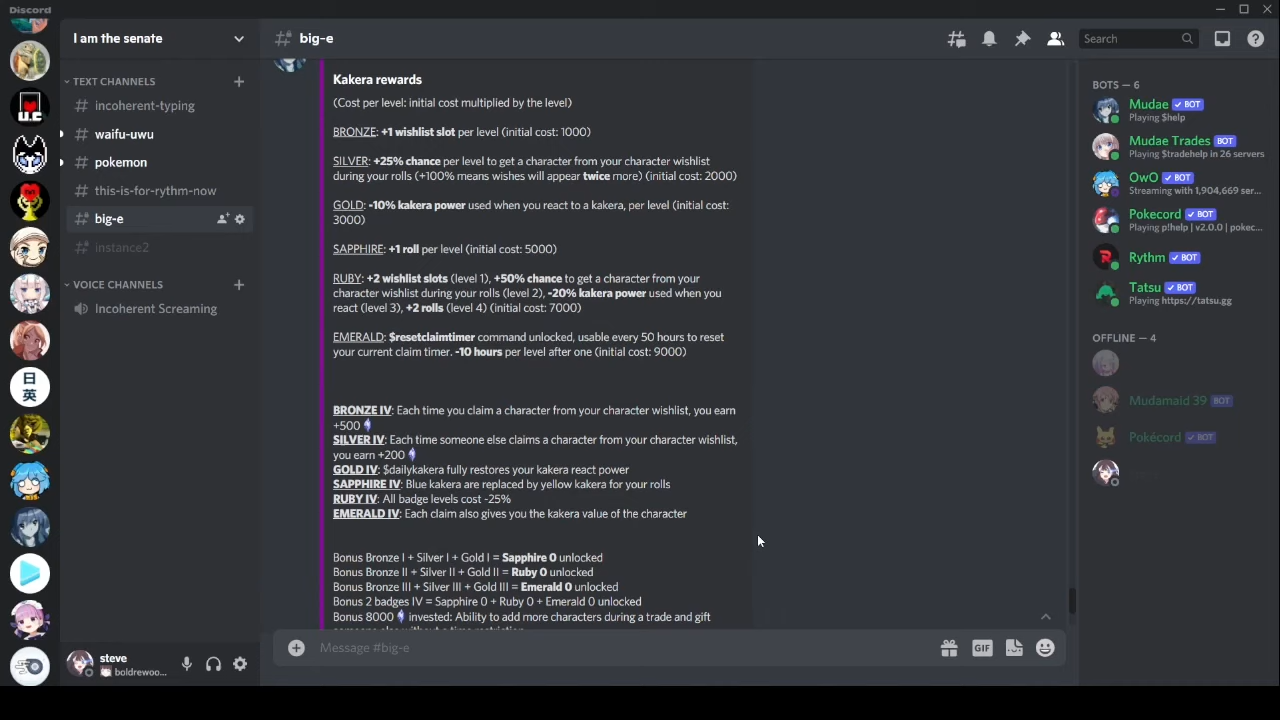 Discord
I am the senate
big-e
Search
TEXT CHANNELS
incoherent-typing
waifu-uwu
pokemon
this-is-for-rythm-now
big-e
instance2
VOICE CHANNELS
Incoherent Screaming
steve
boldrewoo...
日
英
Kakera rewards
(Cost per level: initial cost multiplied by the level)
BRONZE: +1 wishlist slot per level (initial cost: 1000)
SILVER: +25% chance per level to get a character from your character wishlist
during your rolls (+100% means wishes will appear twice more) (initial cost: 2000)
GOLD: -10% kakera power used when you react to a kakera, per level (initial cost:
3000)
SAPPHIRE: +1 roll per level (initial cost: 5000)
RUBY: +2 wishlist slots (level 1), +50% chance to get a character from your
character wishlist during your rolls (level 2), -20% kakera power used when you
react (level 3), +2 rolls (level 4) (initial cost: 7000)
EMERALD: $resetclaimtimer command unlocked, usable every 50 hours to reset
your current claim timer. -10 hours per level after one (initial cost: 9000)
BRONZE IV: Each time you claim a character from your character wishlist, you earn
+500
SILVER IV: Each time someone else claims a character from your character wishlist,
you earn +200
GOLD IV: $dailykakera fully restores your kakera react power
SAPPHIRE IV: Blue kakera are replaced by yellow kakera for your rolls
RUBY IV: All badge levels cost -25%
EMERALD IV: Each claim also gives you the kakera value of the character
Bonus Bronze I + Silver I + Gold I = Sapphire 0 unlocked
Bonus Bronze II + Silver II + Gold II = Ruby 0 unlocked
Bonus Bronze III + Silver III + Gold III = Emerald 0 unlocked
Bonus 2 badges IV = Sapphire 0 + Ruby 0 + Emerald 0 unlocked
Bonus 8000 invested: Ability to add more characters during a trade and gift
Message #big-e
GIF
BOTS — 6
Mudae BOT
Playing $help
Mudae Trades BOT
Playing $tradehelp in 26 servers
OwO BOT
Streaming with 1,904,669 ser...
Pokecord BOT
Playing p!help | v2.0.0 | pokec...
Rythm BOT
Tatsu BOT
Playing https://tatsu.gg
OFFLINE — 4
Mudamaid 39 BOT
Pokécord BOT